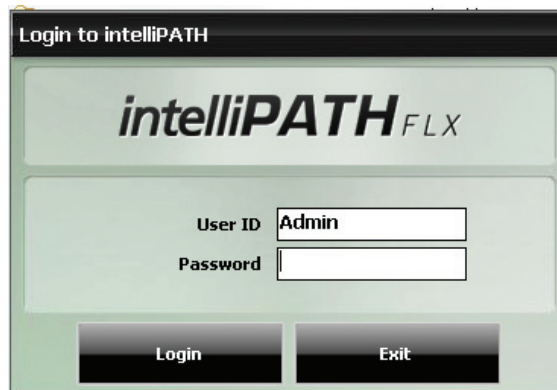 Login to intelliPATH
intelliPATH FLX
User ID Admin
Password
Login Exit